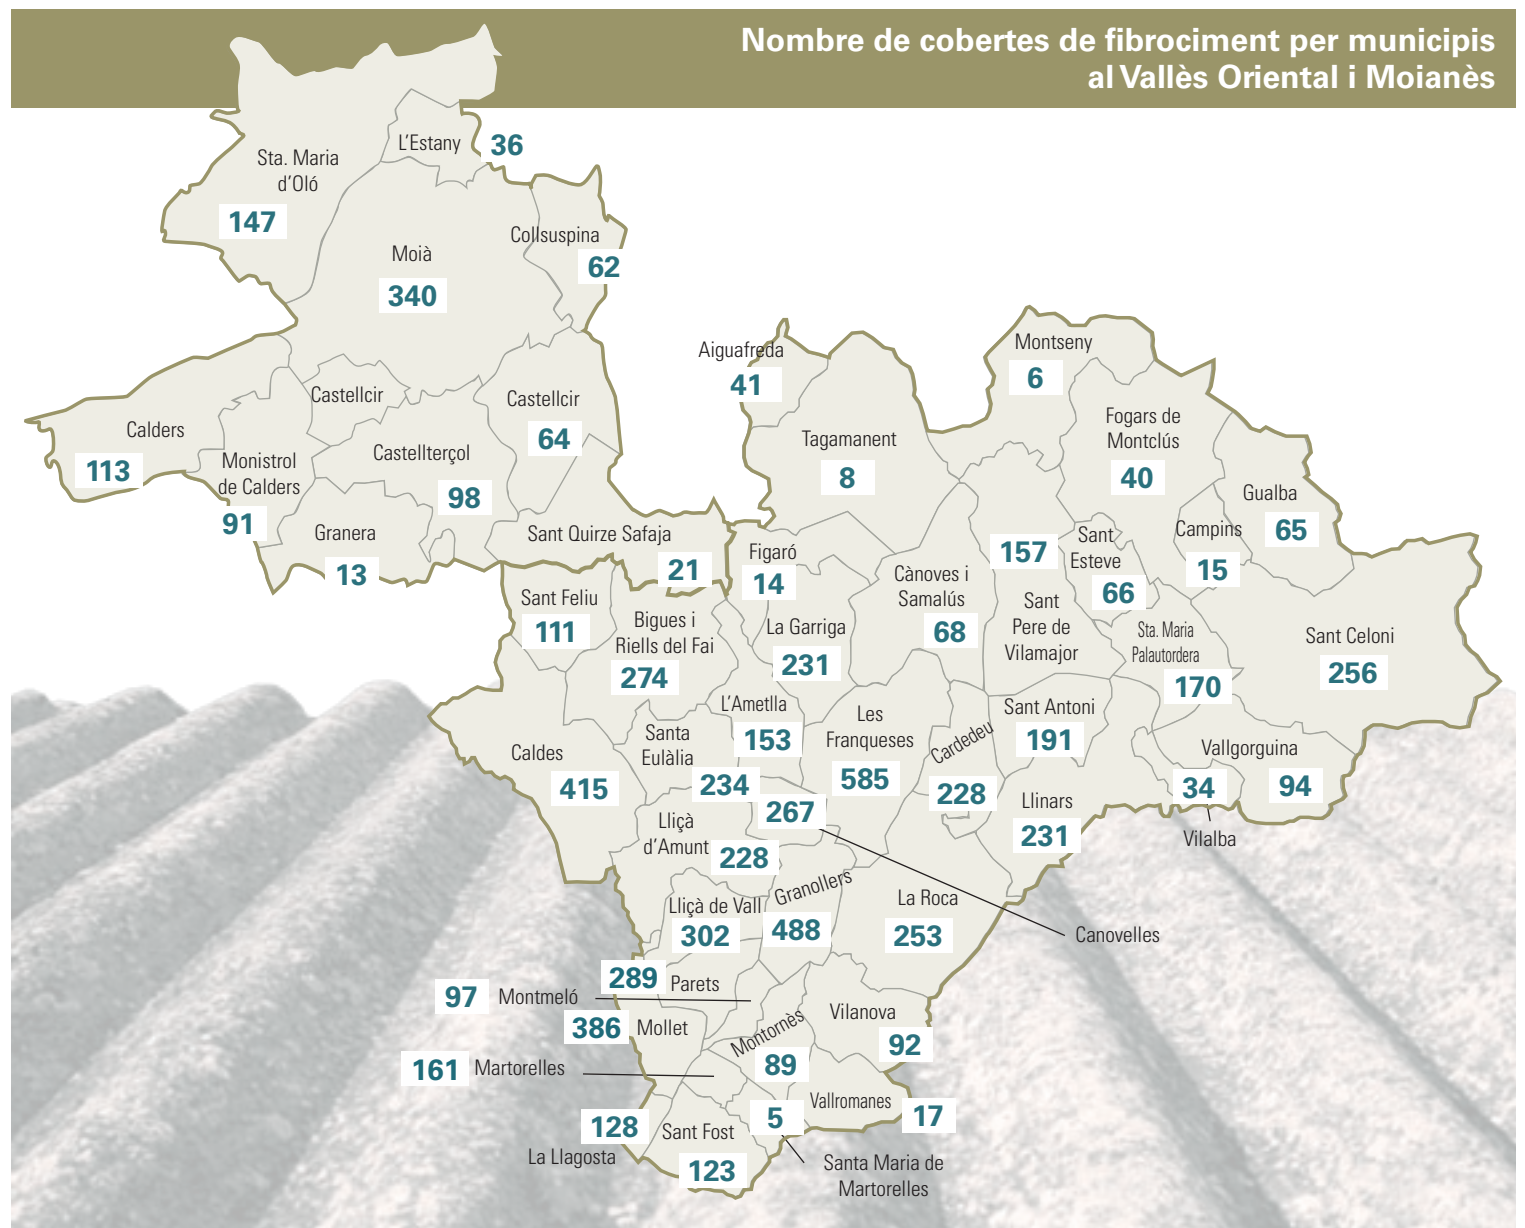 Nombre de cobertes de fibrociment per municipis
al Vallès Oriental i Moianès
L'Estany
36
Sta. Maria
d'Oló
147
Moià
340
Collsuspina
62
Aiguafreda
41
Montseny
6
Castellcir
Castellcir
64
Calders
113
Monistrol
de Calders
91
Castellterçol
98
Granera
13
Sant Quirze Safaja
21
Tagamanent
8
Fogars de
Montclús
40
Gualba
65
Campins
15
Sant
Esteve
66
157
Sant
Pere de
Vilamajor
Figaró
14
Cànoves i
Samalús
68
Sant Feliu
111
Bigues i
Riells del Fai
274
La Garriga
231
Sta. Maria
Palautordera
170
Sant Celoni
256
L'Ametlla
153
Les
Franqueses
585
Cardedeu
228
Sant Antoni
191
Caldes
415
Santa
Eulàlia
234
267
Vallgorguina
94
34
Vilalba
Llinars
231
Lliçà
d'Amunt
228
Granollers
488
Lliçà de Vall
302
La Roca
253
Canovelles
289
Parets
97
Montmeló
386
Mollet
Montornès
89
Vilanova
92
161
Martorelles
Vallromanes
17
128
La Llagosta
Sant Fost
123
5
Santa Maria de
Martorelles